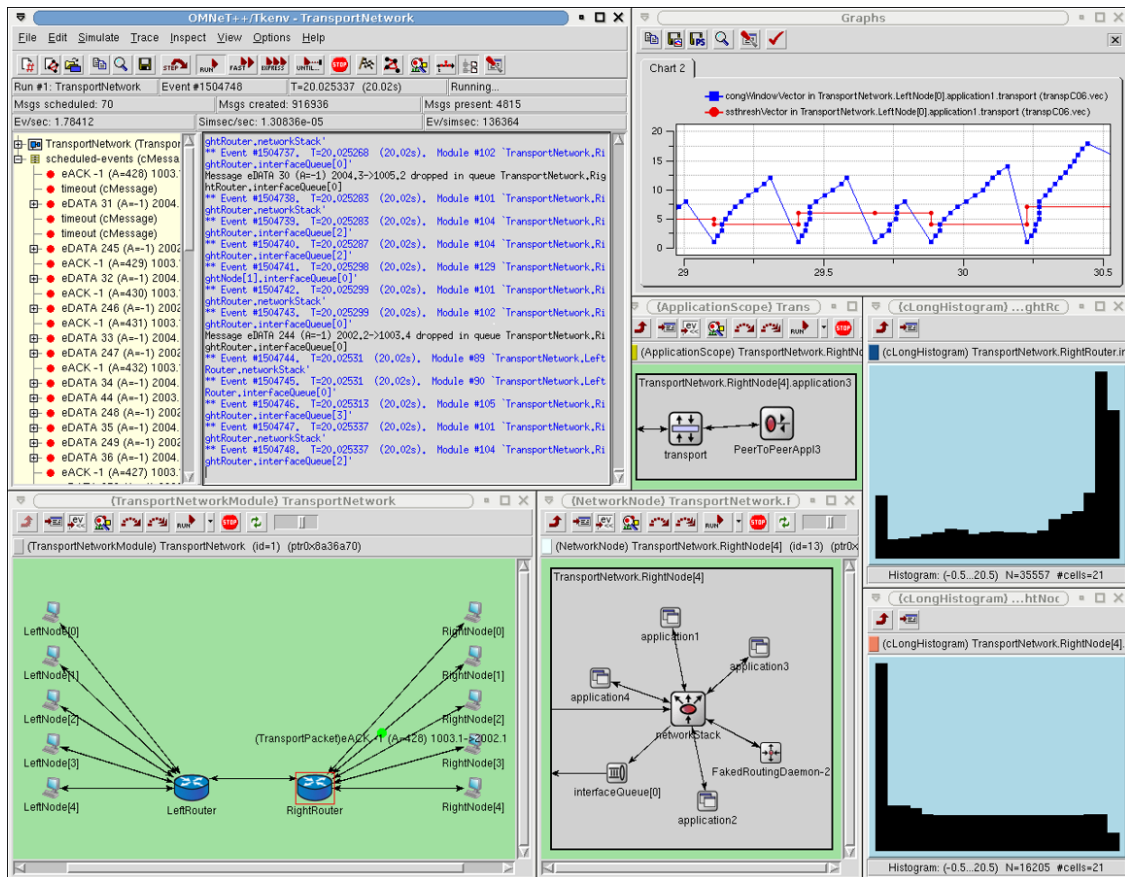 OMNeT++/Tkenv - TransportNetwork
File Edit Simulate Trace Inspect View Options Help
STEP RUN FAST EXPRESS UNTIL... STOP
Run #1: TransportNetwork Event #1504748 T=20.025337 (20.02s) Running...
Msgs scheduled: 70 Msgs created: 916936 Msgs present: 4815
Ev/sec: 1.78412 Simsec/sec: 1.30836e-05 Ev/simsec: 136364
TransportNetwork (Transpor
scheduled-events (cMessa
eACK -1 (A=428) 1003.
timeout (cMessage)
eDATA 31 (A=-1) 2004.
timeout (cMessage)
timeout (cMessage)
eDATA 245 (A=-1) 2002
eACK -1 (A=429) 1003.
eDATA 32 (A=-1) 2004.
eACK -1 (A=430) 1003.
eDATA 246 (A=-1) 2002
eACK -1 (A=431) 1003.
eDATA 33 (A=-1) 2004.
eDATA 247 (A=-1) 2002
eACK -1 (A=432) 1003.
eDATA 34 (A=-1) 2004.
eDATA 44 (A=-1) 2003.
eDATA 248 (A=-1) 2002
eDATA 35 (A=-1) 2004.
eDATA 249 (A=-1) 2002
eDATA 36 (A=-1) 2004.
eACK -1 (A=427) 1003.
ghtRouter.networkStack'
** Event #1504737. T=20.025268 (20.02s). Module #102 `TransportNetwork.Ri
ghtRouter.interfaceQueue[0]'
Message eDATA 30 (A=-1) 2004.3->1005.2 dropped in queue TransportNetwork.Rig
htRouter.interfaceQueue[0]
** Event #1504738. T=20.025283 (20.02s). Module #101 `TransportNetwork.Ri
ghtRouter.networkStack'
** Event #1504739. T=20.025283 (20.02s). Module #104 `TransportNetwork.Ri
ghtRouter.interfaceQueue[2]'
** Event #1504740. T=20.025287 (20.02s). Module #104 `TransportNetwork.Ri
ghtRouter.interfaceQueue[2]'
** Event #1504741. T=20.025298 (20.02s). Module #129 `TransportNetwork.Ri
ghtNode[1].interfaceQueue[0]'
** Event #1504742. T=20.025299 (20.02s). Module #101 `TransportNetwork.Ri
ghtRouter.networkStack'
** Event #1504743. T=20.025299 (20.02s). Module #102 `TransportNetwork.Ri
ghtRouter.interfaceQueue[0]'
Message eDATA 244 (A=-1) 2002.2->1003.4 dropped in queue TransportNetwork.Ri
ghtRouter.interfaceQueue[0]
** Event #1504744. T=20.02531 (20.02s). Module #89 `TransportNetwork.Left
Router.networkStack'
** Event #1504745. T=20.02531 (20.02s). Module #90 `TransportNetwork.Left
Router.interfaceQueue[0]'
** Event #1504746. T=20.025313 (20.02s). Module #105 `TransportNetwork.Ri
ghtRouter.interfaceQueue[3]'
** Event #1504747. T=20.025337 (20.02s). Module #101 `TransportNetwork.Ri
ghtRouter.networkStack'
** Event #1504748. T=20.025337 (20.02s). Module #104 `TransportNetwork.Ri
ghtRouter.interfaceQueue[2]'
Graphs
PS
Chart 2
congWindowVector in TransportNetwork.LeftNode[0].application1.transport (transpC06.vec)
ssthreshVector in TransportNetwork.LeftNode[0].application1.transport (transpC06.vec)
20
15
10
5
0
29 29.5 30 30.5
(ApplicationScope) Trans
ev RUN STOP
(ApplicationScope) TransportNetwork.RightNo
TransportNetwork.RightNode[4].application3
transport
PeerToPeerAppl3
(cLongHistogram) ...ghtRo
(cLongHistogram) TransportNetwork.RightRouter.in
Histogram: (-0.5...20.5) N=35557 #cells=21
(TransportNetworkModule) TransportNetwork
ev RUN STOP
(TransportNetworkModule) TransportNetwork (id=1) (ptr0x8a36a70)
LeftNode[0] RightNode[0]
LeftNode[1] RightNode[1]
LeftNode[2] RightNode[2]
(TransportPacket)eACK -1 (A=428) 1003.1->2002.1
LeftNode[3] RightNode[3]
LeftNode[4] LeftRouter RightRouter RightNode[4]
(NetworkNode) TransportNetwork.F
ev RUN STOP
(NetworkNode) TransportNetwork.RightNode[4] (id=13) (ptr0x
TransportNetwork.RightNode[4]
application1
application3
application4
networkStack
FakedRoutingDaemon-2
interfaceQueue[0]
application2
(cLongHistogram) ...htNoc
(cLongHistogram) TransportNetwork.RightNode[4].
Histogram: (-0.5...20.5) N=16205 #cells=21